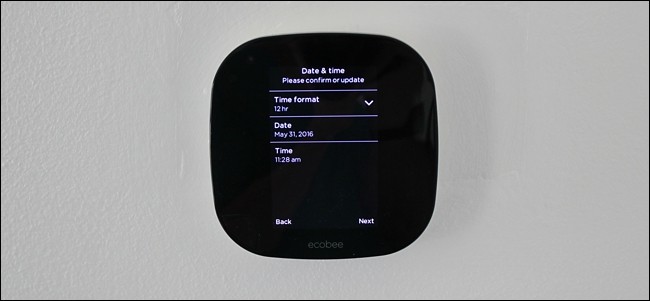 Date & time
Please confirm or update
Time format
12 hr
Date
May 31, 2016
Time
11:28 am
Back Next
ecobee